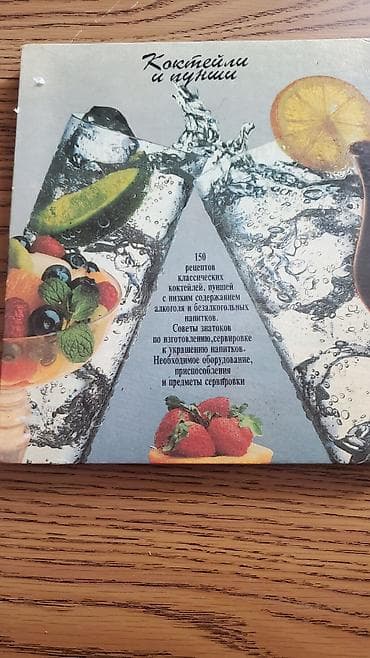 Коктейли
и пунши
150
рецептов
классических
коктейлей, пуншей
с низким содержанием
алкоголя и безалкогольных
напитков.
Советы знатоков
по изготовлению, сервировке
и украшению напитков.
Необходимое оборудование,
приспособления
и предметы сервировки